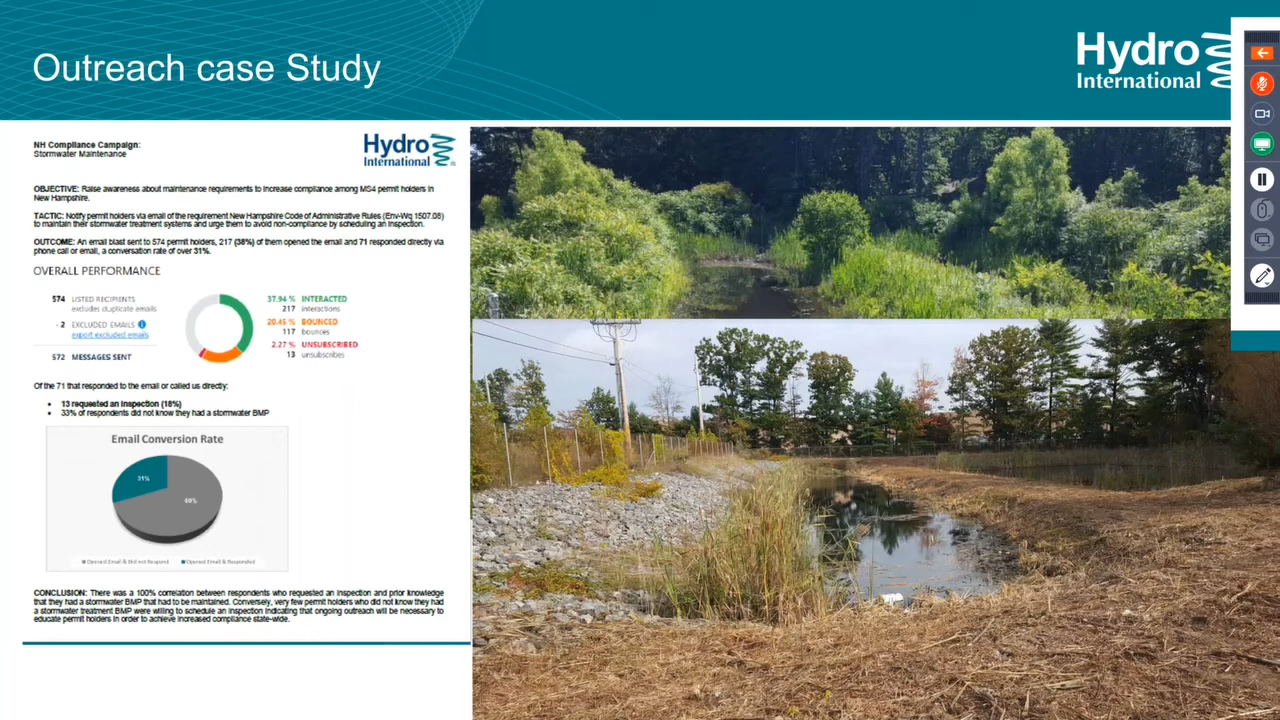 Outreach case Study
Hydro
International
NH Compliance Campaign:
Stormwater Maintenance
Hydro
International
OBJECTIVE: Raise awareness about maintenance requirements to increase compliance among MS4 permit holders in
New Hampshire.
TACTIC: Notify permit holders via email of the requirement New Hampshire Code of Administrative Rules (Env-Wq 1507.08)
to maintain their stormwater treatment systems and urge them to avoid non-compliance by scheduling an inspection.
OUTCOME: An email blast sent to 574 permit holders, 217 (38%) of them opened the email and 71 responded directly via
phone call or email, a conversation rate of over 31%.
OVERALL PERFORMANCE
574 LISTED RECIPIENTS
excludes duplicate emails
- 2 EXCLUDED EMAILS
export excluded emails
572 MESSAGES SENT
37.94 % INTERACTED
217 interactions
20.45 % BOUNCED
117 bounces
2.27 % UNSUBSCRIBED
13 unsubscribes
Of the 71 that responded to the email or called us directly:
• 13 requested an inspection (18%)
• 33% of respondents did not know they had a stormwater BMP
Email Conversion Rate
31%
69%
Opened Email & Did not Respond Opened Email & Responded
CONCLUSION: There was a 100% correlation between respondents who requested an inspection and prior knowledge
that they had a stormwater BMP that had to be maintained. Conversely, very few permit holders who did not know they had
a stormwater treatment BMP were willing to schedule an inspection indicating that ongoing outreach will be necessary to
educate permit holders in order to achieve increased compliance state-wide.